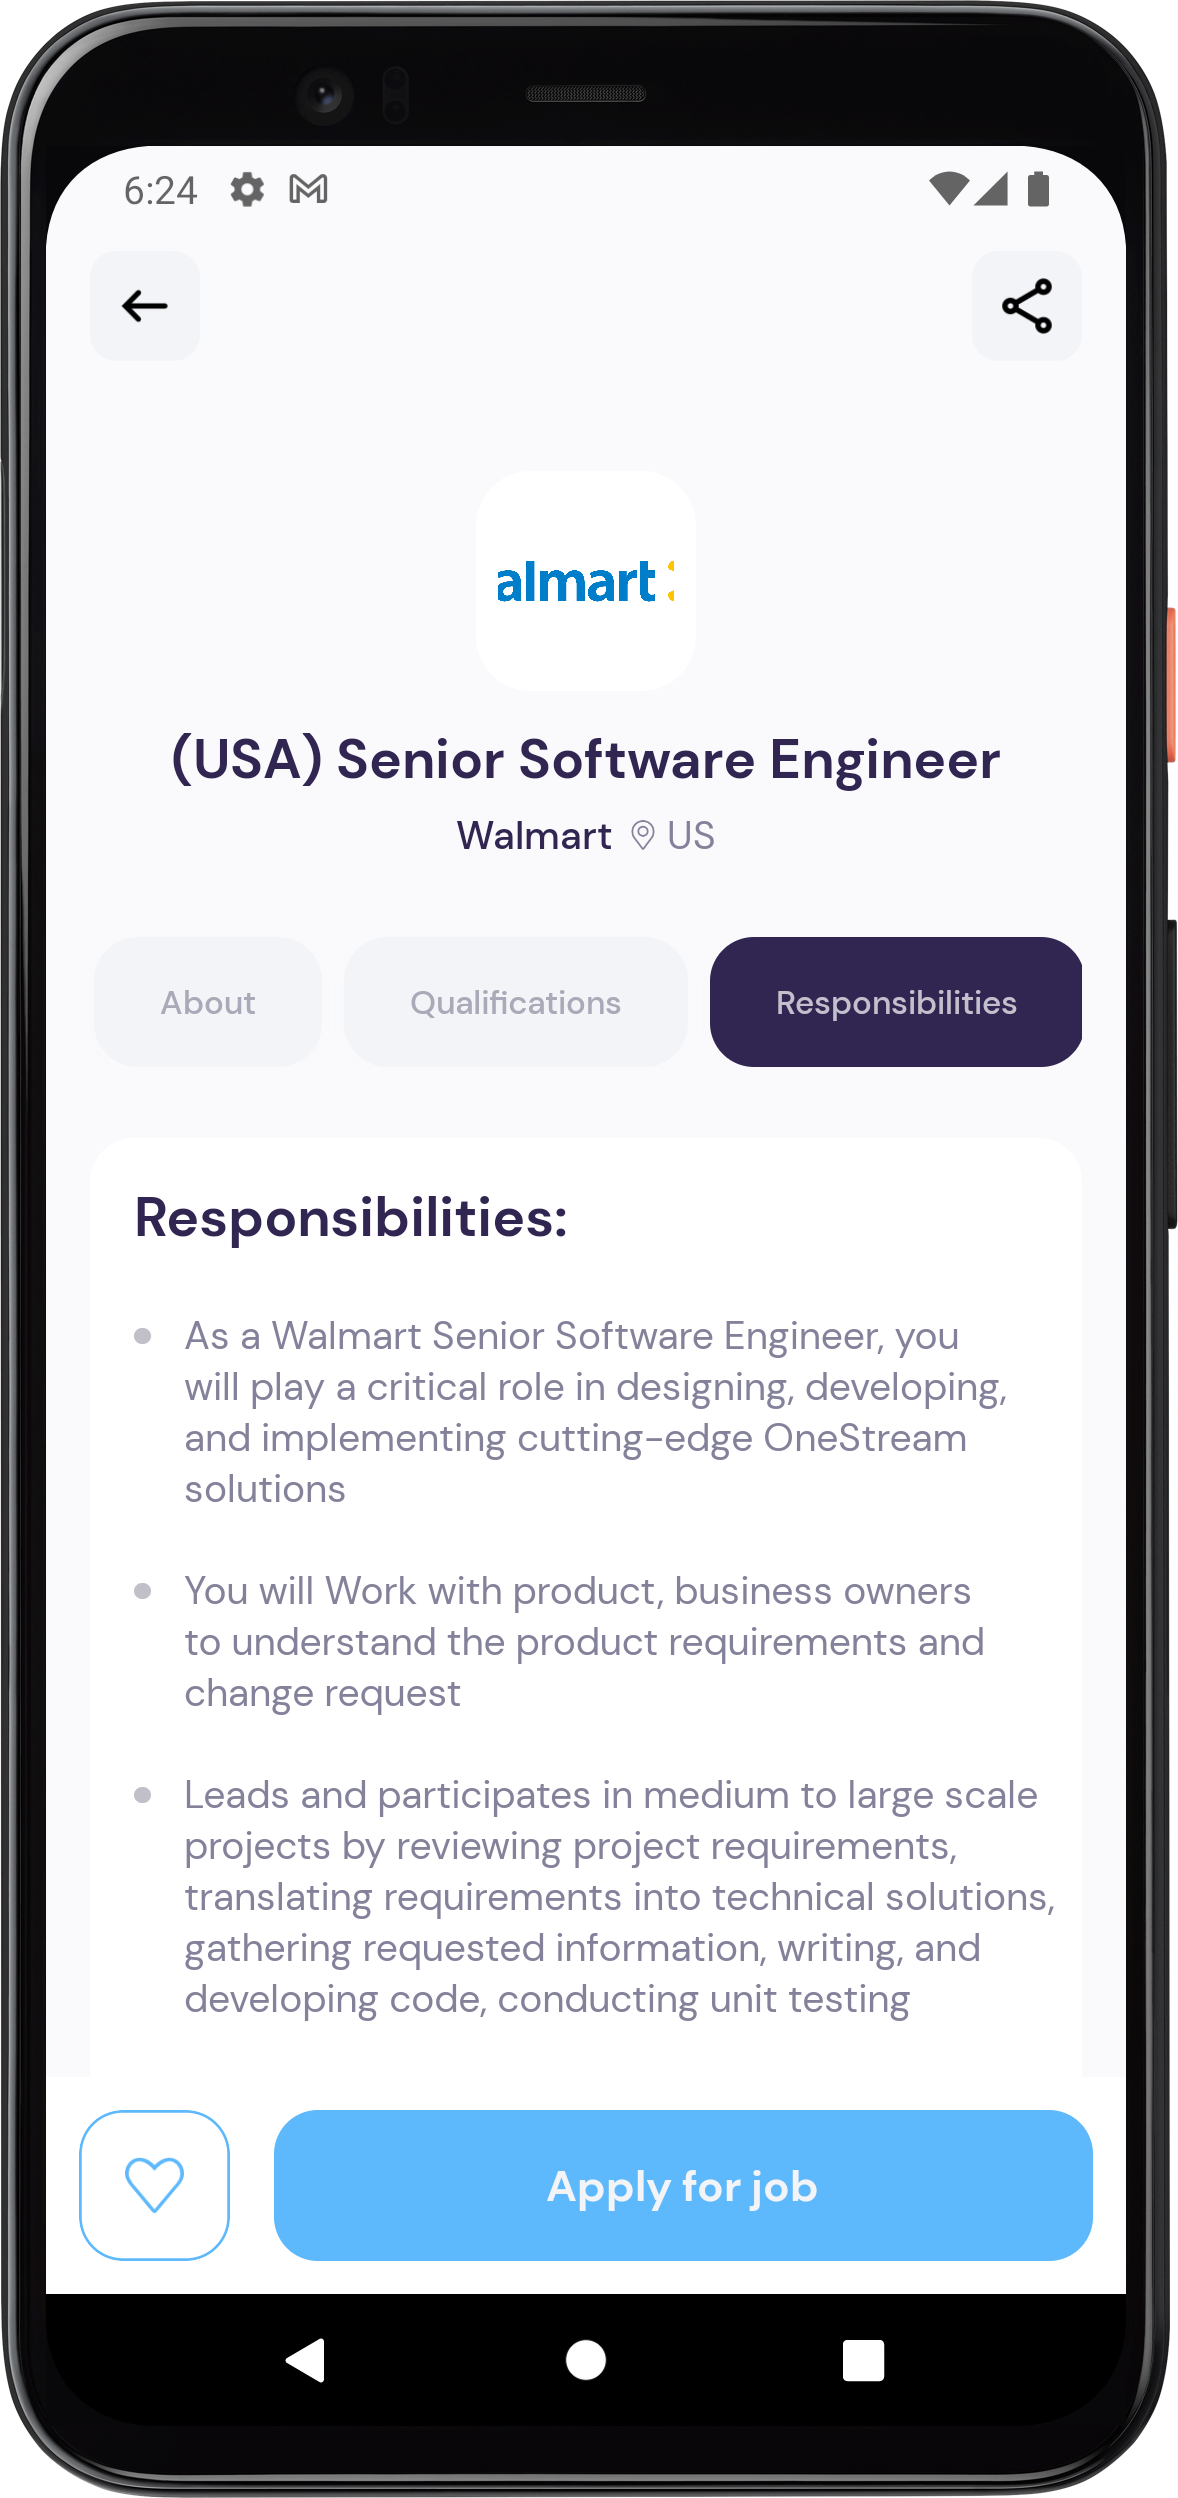 6:24
almart
(USA) Senior Software Engineer
Walmart US
About Qualifications Responsibilities
Responsibilities:
As a Walmart Senior Software Engineer, you
will play a critical role in designing, developing,
and implementing cutting-edge OneStream
solutions
You will Work with product, business owners
to understand the product requirements and
change request
Leads and participates in medium to large scale
projects by reviewing project requirements,
translating requirements into technical solutions,
gathering requested information, writing, and
developing code, conducting unit testing
Apply for job